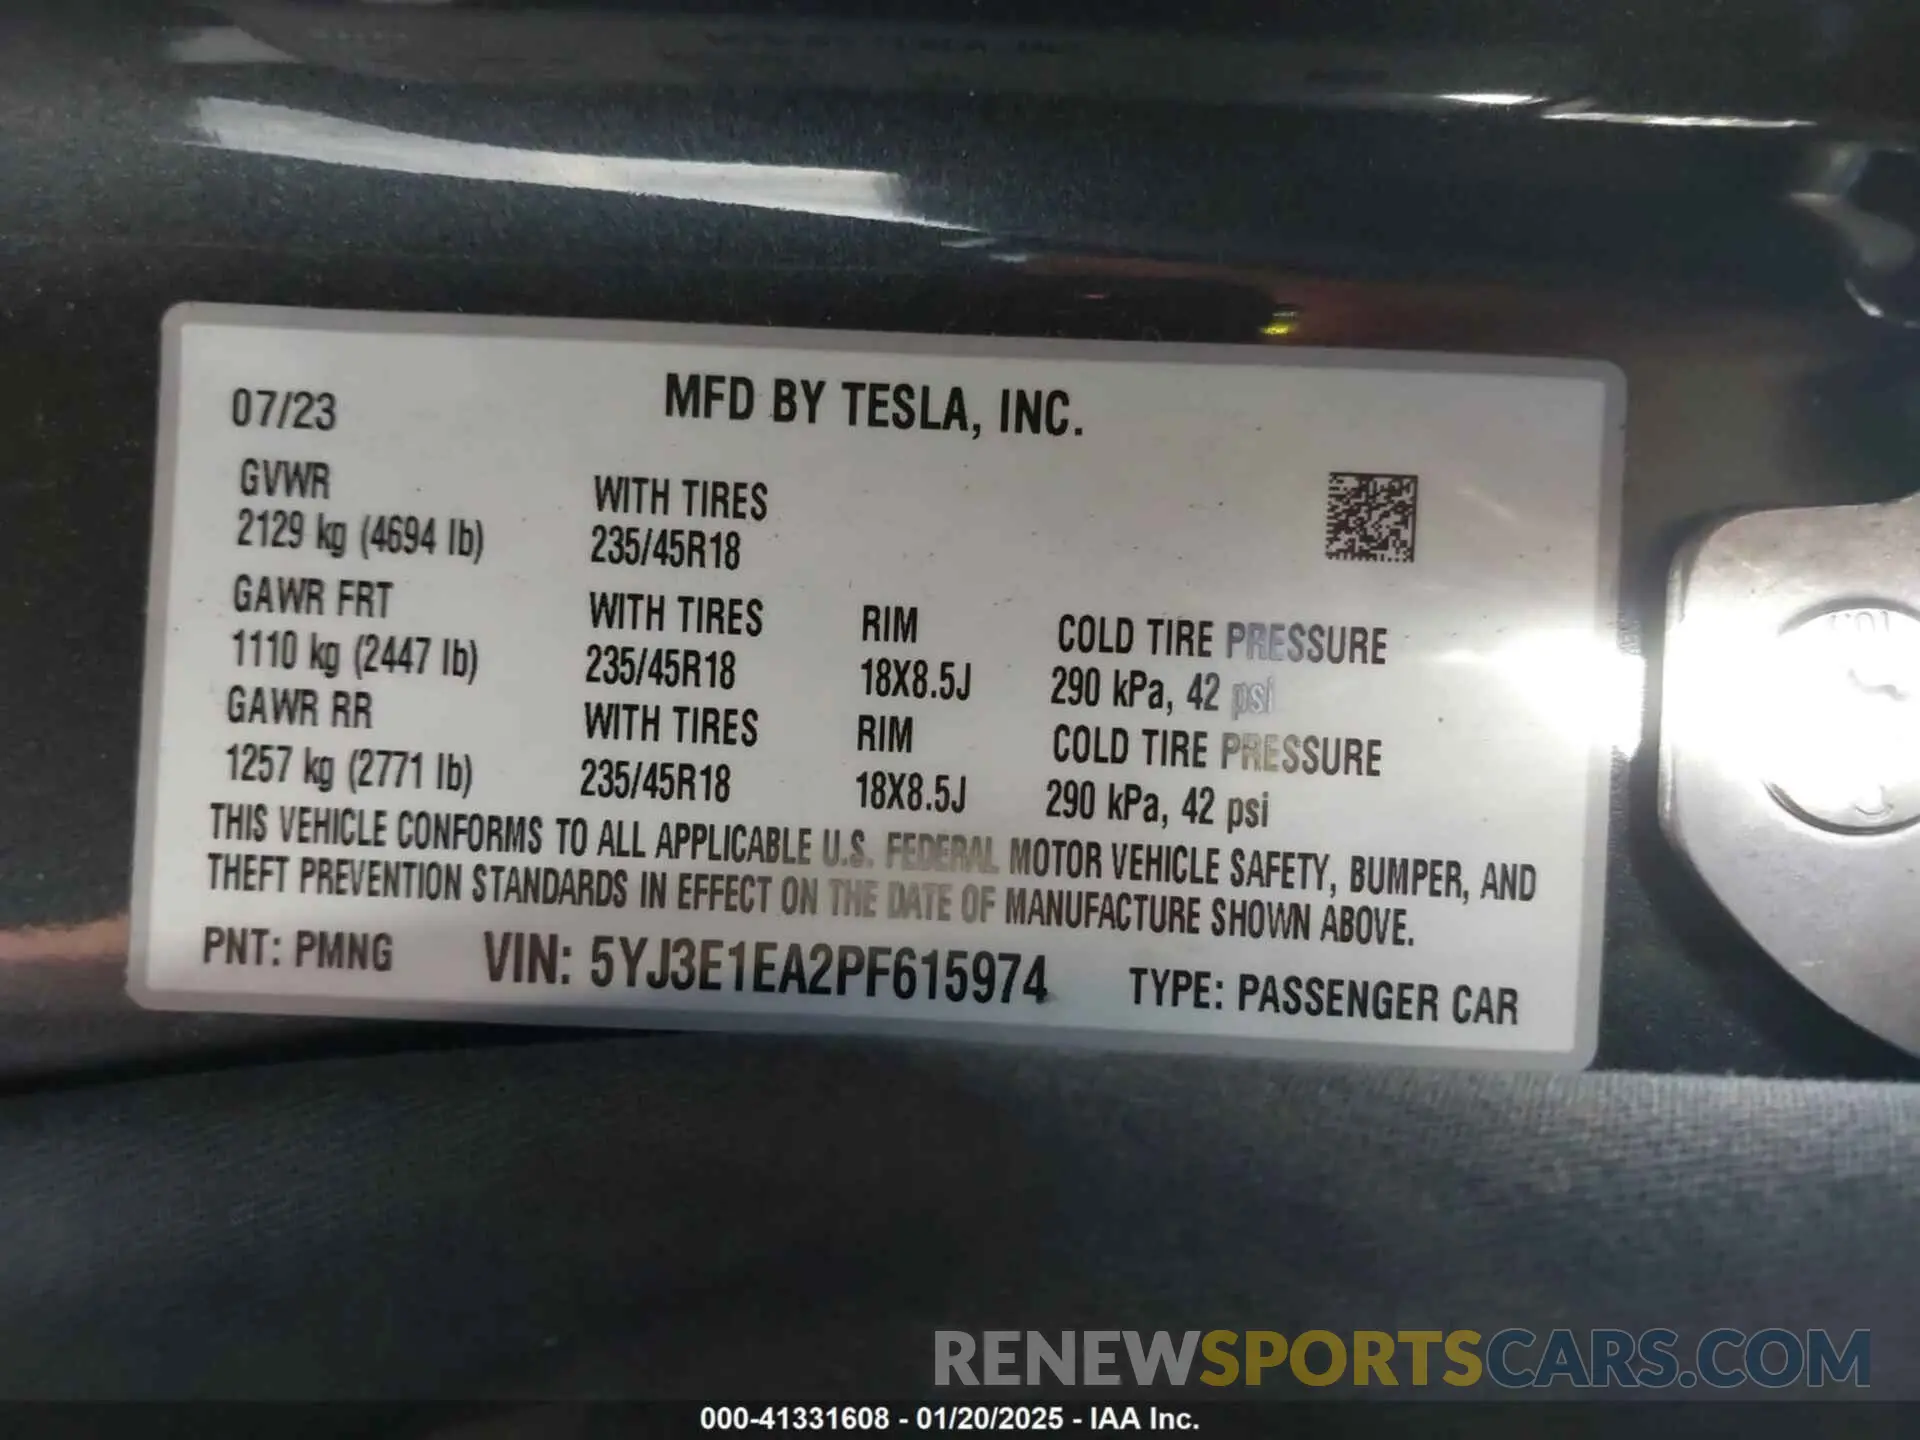 07/23
MFD BY TESLA, INC.
GVWR
2129 kg (4694 lb)
WITH TIRES
235/45R18
GAWR FRT
1110 kg (2447 lb)
WITH TIRES
235/45R18
RIM
18X8.5J
COLD TIRE PRESSURE
290 kPa, 42 psi
GAWR RR
1257 kg (2771 lb)
WITH TIRES
235/45R18
RIM
18X8.5J
COLD TIRE PRESSURE
290 kPa, 42 psi
THIS VEHICLE CONFORMS TO ALL APPLICABLE U.S. FEDERAL MOTOR VEHICLE SAFETY, BUMPER, AND
THEFT PREVENTION STANDARDS IN EFFECT ON THE DATE OF MANUFACTURE SHOWN ABOVE.
PNT: PMNG VIN: 5YJ3E1EA2PF615974 TYPE: PASSENGER CAR
RENEWSPORTSCARS.COM
000-41331608 - 01/20/2025 - IAA Inc.